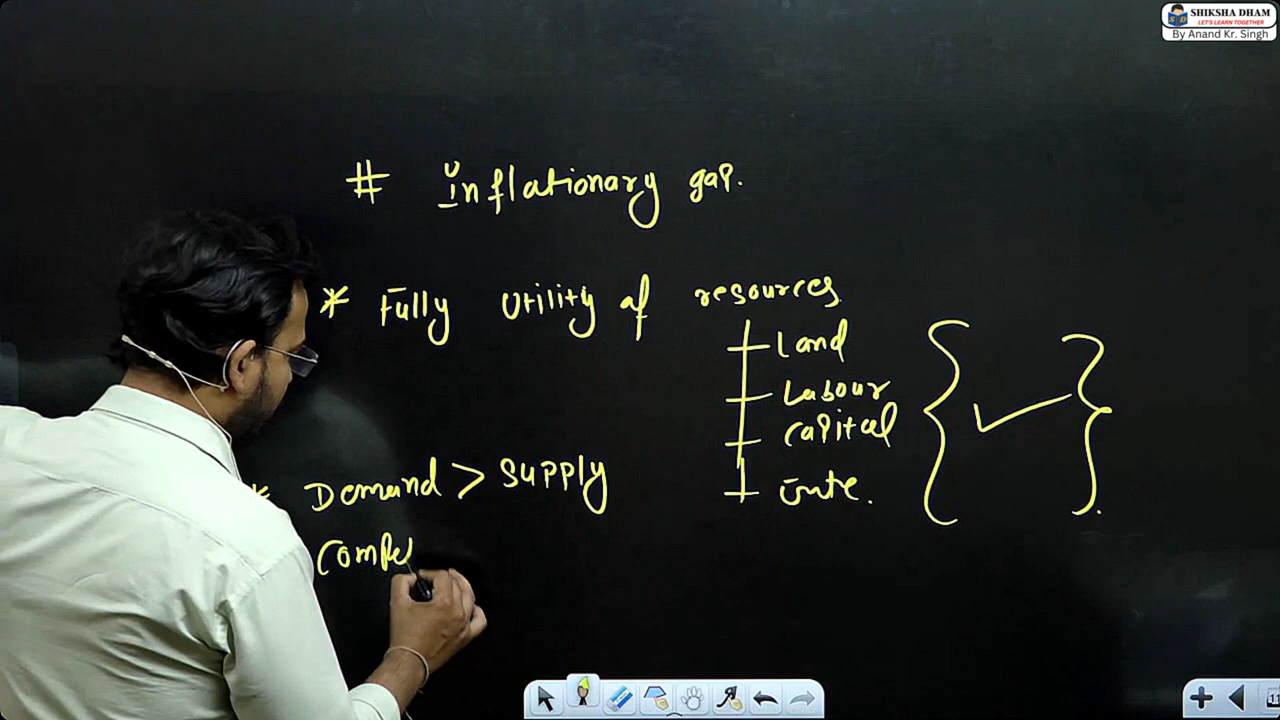 SHIKSHA DHAM
LET'S LEARN TOGETHER
By Anand Kr. Singh
# Inflationary gap.
* Fully Utility of resources
Land
Labour
Capital
* Demand > Supply
Compe